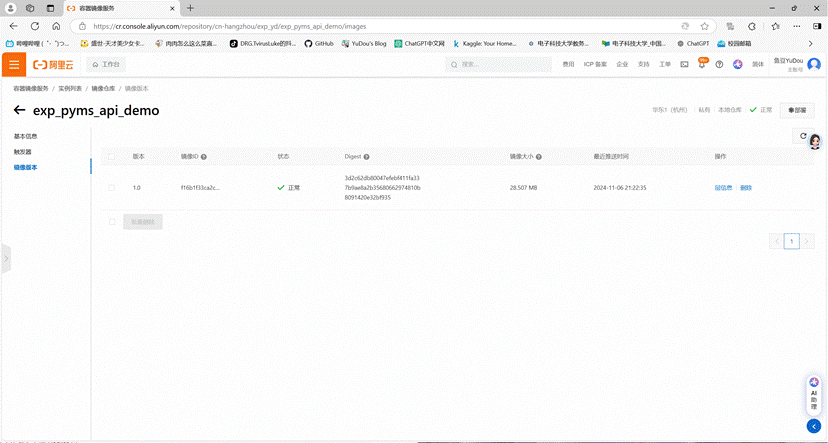 容器镜像服务
https://cr.console.aliyun.com/repository/cn-hangzhou/exp_yd/exp_pyms_api_demo/images
哔哩哔哩 (゜-゜)つ...
盛世-天才美少女卡...
肉肉怎么这么菜直...
DRG.TvirusLuke的抖...
GitHub
YuDou's Blog
ChatGPT中文网
Kaggle: Your Home...
电子科技大学教务...
电子科技大学_中国...
ChatGPT
校园邮箱
阿里云
工作台
搜索...
费用
ICP 备案
企业
支持
工单
99+
简体
鱼豆YuDou
主账号
容器镜像服务 / 实例列表 / 镜像仓库 / 镜像版本
exp_pyms_api_demo
华东1（杭州）
私有
本地仓库
正常
部署
基本信息
触发器
镜像版本
版本
镜像ID
状态
Digest
镜像大小
最近推送时间
操作
1.0
f16b1f33ca2c...
正常
3d2c62db80047efebf411fa33
7b9ae8a2b35680662974810b
8091420e32bf935
28.507 MB
2024-11-06 21:22:35
层信息
删除
批量删除
1
AI
助
理